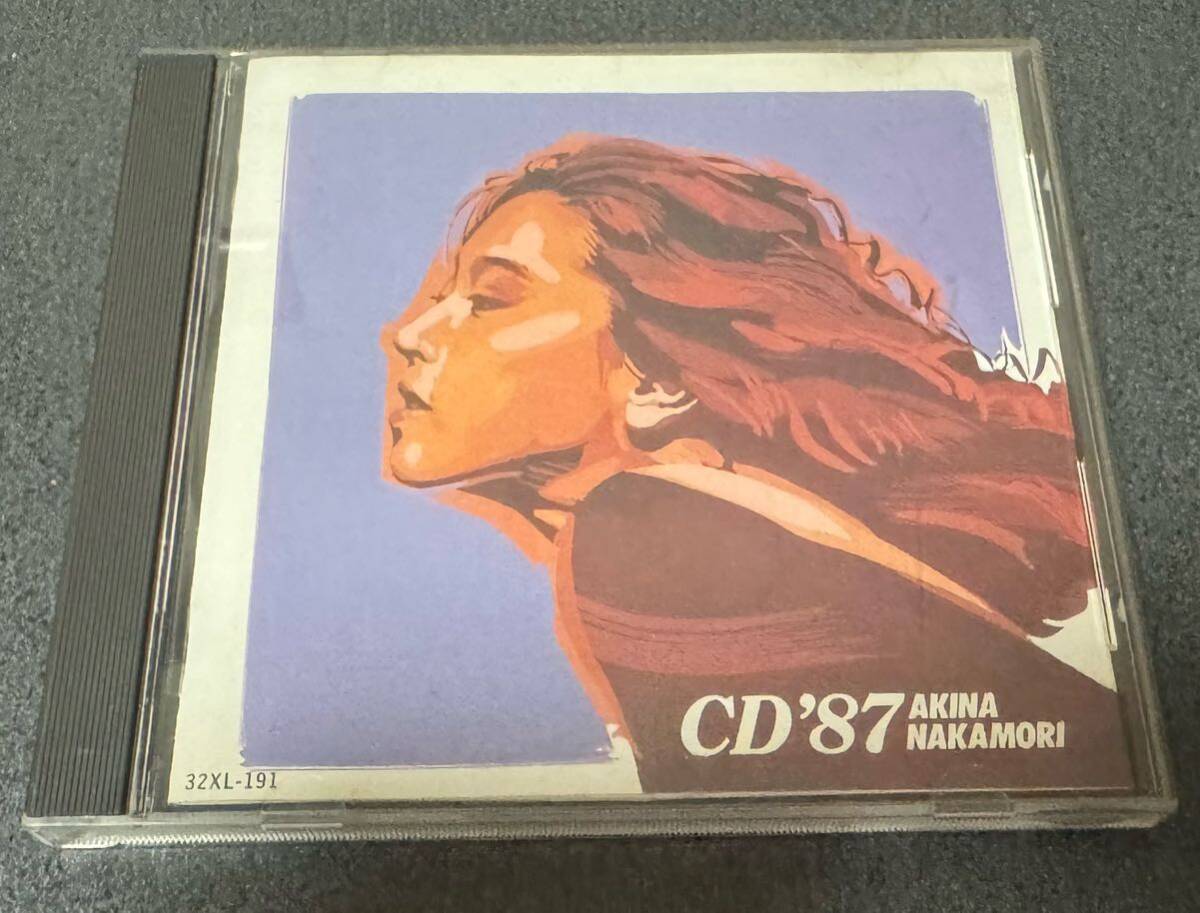 CD'87 AKINA
NAKAMORI
32XL-191